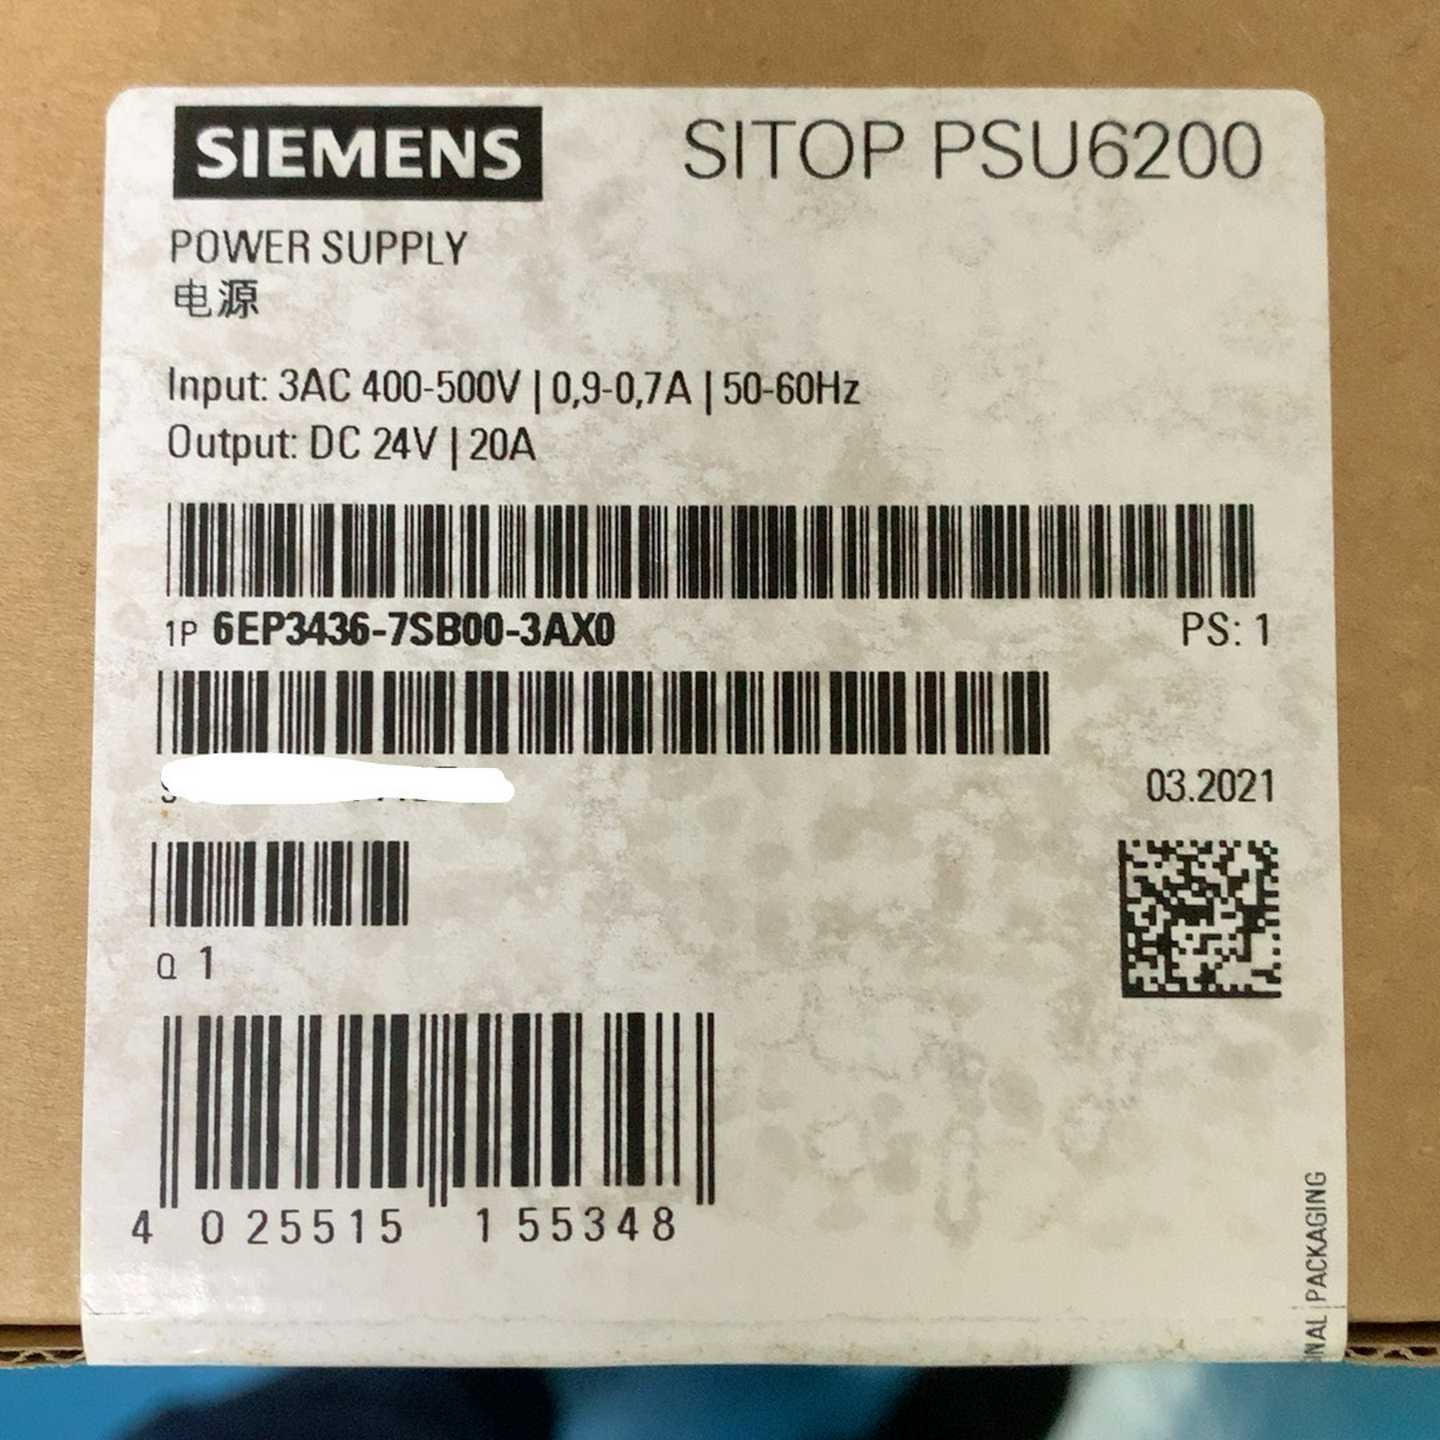 SIEMENS
SITOP PSU6200
POWER SUPPLY
电源
Input: 3AC 400-500V | 0,9-0,7A | 50-60Hz
Output: DC 24V | 20A
1P 6EP3436-7SB00-3AX0
PS: 1
03.2021
Q 1
4 025515 155348
PACKAGING